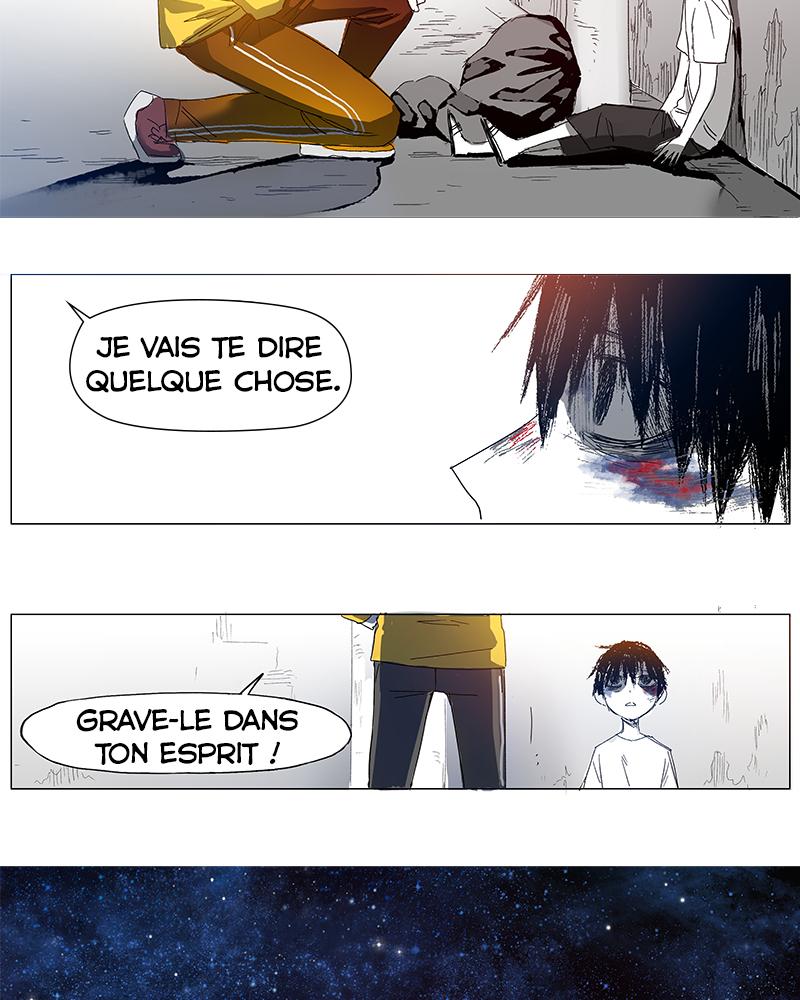 JE VAIS TE DIRE
QUELQUE CHOSE.
GRAVE-LE DANS
TON ESPRIT !